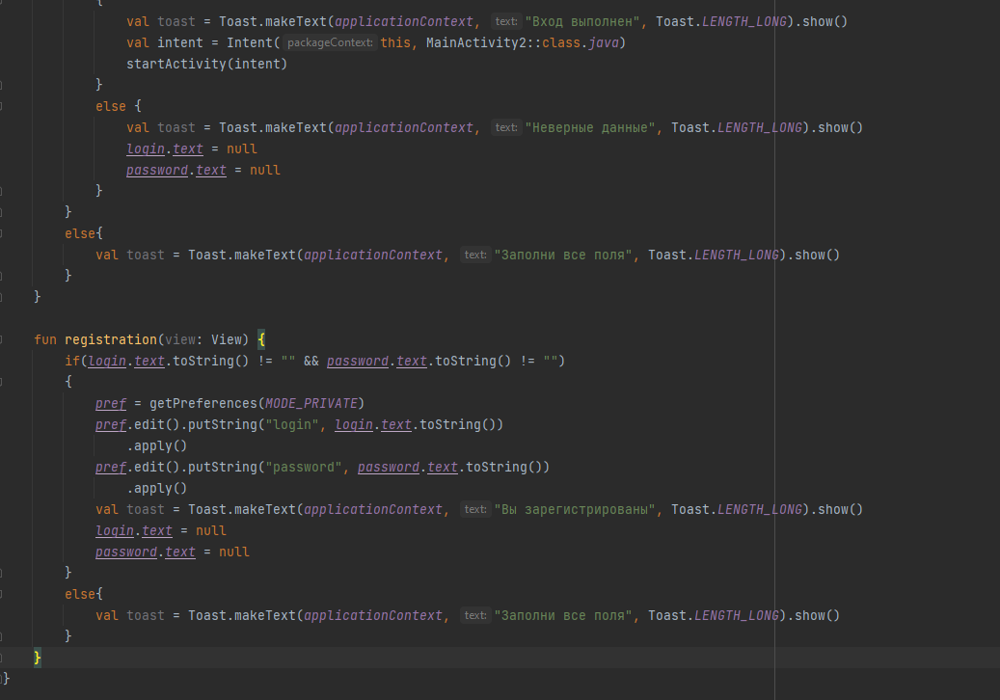 {
val toast = Toast.makeText(applicationContext, text: "Вход выполнен", Toast.LENGTH_LONG).show()
val intent = Intent( packageContext: this, MainActivity2::class.java)
startActivity(intent)
}
else {
val toast = Toast.makeText(applicationContext, text: "Неверные данные", Toast.LENGTH_LONG).show()
login.text = null
password.text = null
}
}
else{
val toast = Toast.makeText(applicationContext, text: "Заполни все поля", Toast.LENGTH_LONG).show()
}
}
fun registration(view: View) {
if(login.text.toString() != "" && password.text.toString() != "")
{
pref = getPreferences(MODE_PRIVATE)
pref.edit().putString("login", login.text.toString())
.apply()
pref.edit().putString("password", password.text.toString())
.apply()
val toast = Toast.makeText(applicationContext, text: "Вы зарегистрированы", Toast.LENGTH_LONG).show()
login.text = null
password.text = null
}
else{
val toast = Toast.makeText(applicationContext, text: "Заполни все поля", Toast.LENGTH_LONG).show()
}
}
}